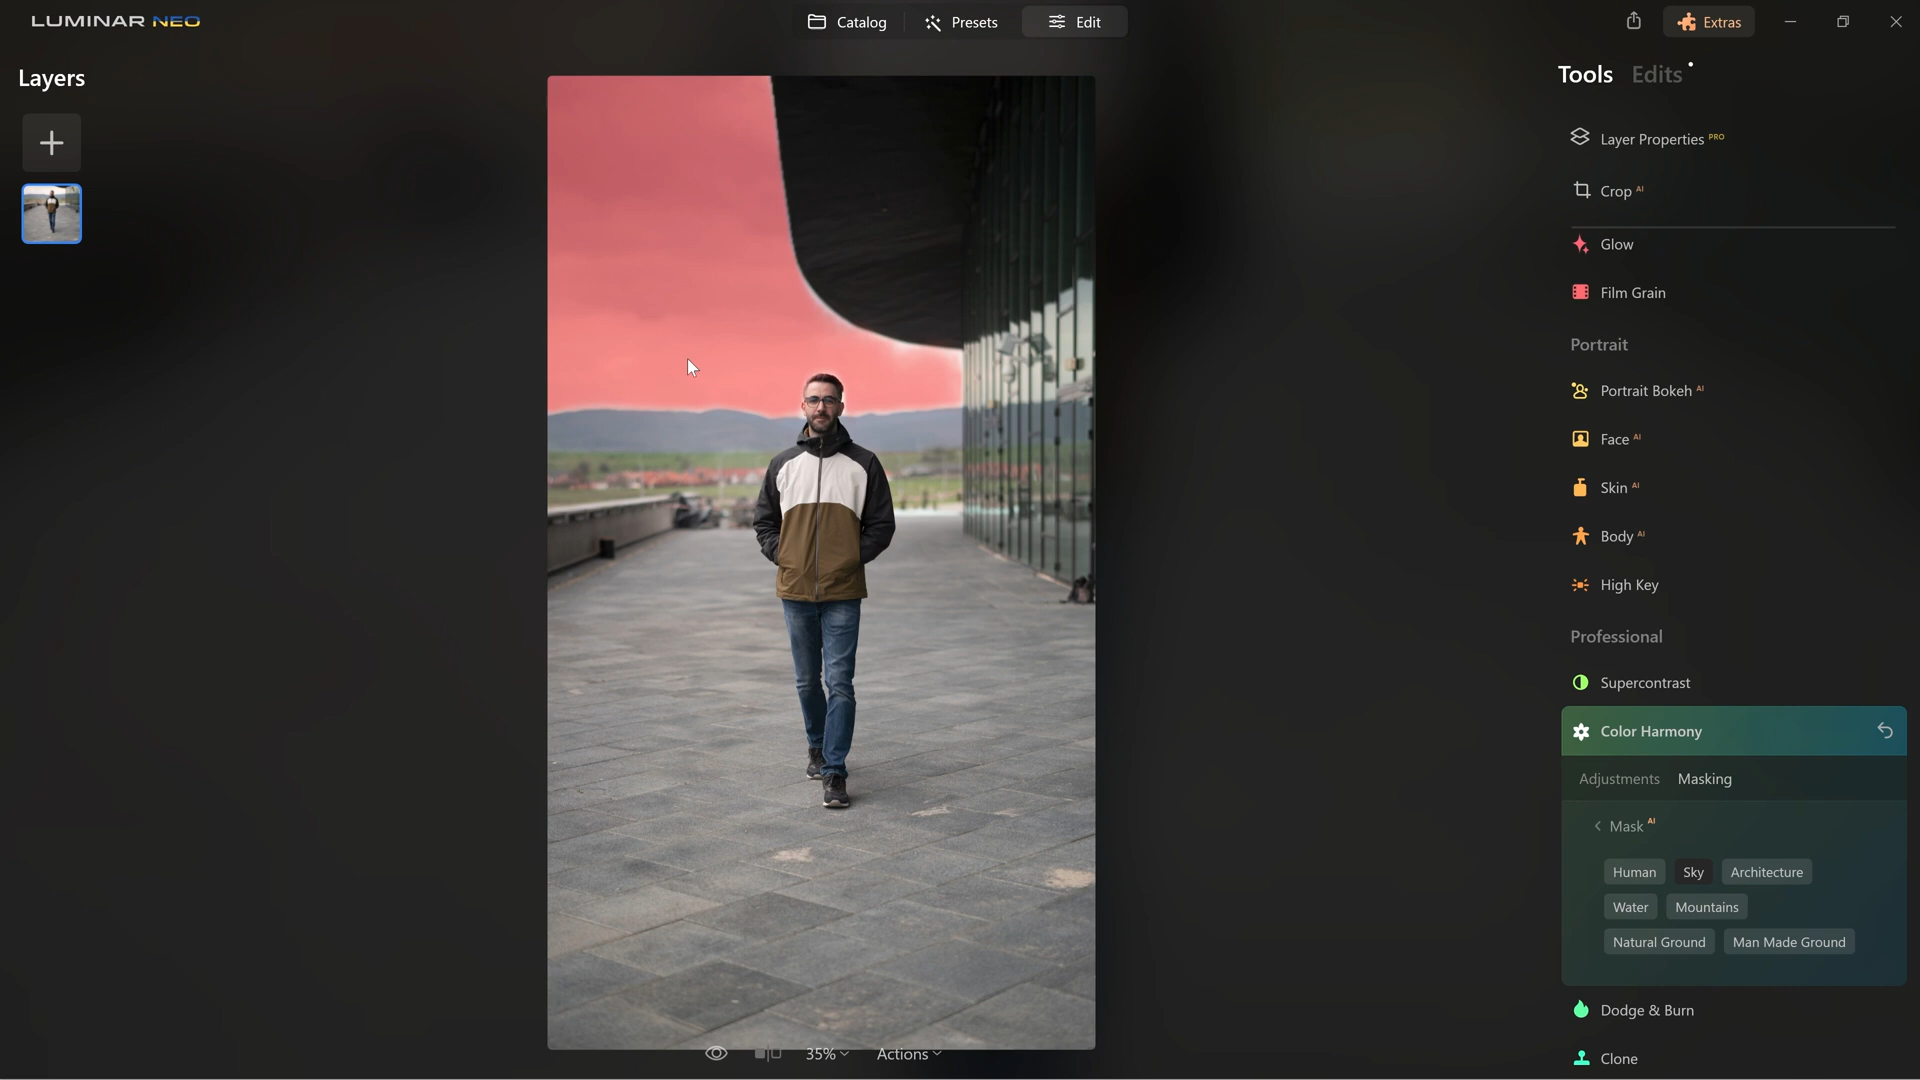 LUMINAR NEO
Catalog
Presets
Edit
Extras
Layers
Tools
Edits
Layer Properties PRO
Crop AI
Glow
Film Grain
Portrait
Portrait Bokeh AI
Face AI
Skin AI
Body AI
High Key
Professional
Supercontrast
Color Harmony
Adjustments Masking
Mask AI
Human Sky Architecture
Water Mountains
Natural Ground Man Made Ground
Dodge & Burn
Clone
35%
Actions